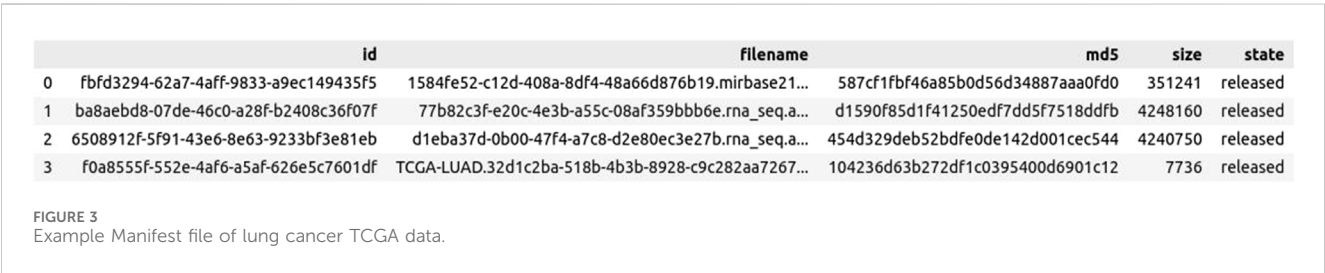 id filename md5 size state
0 fbfd3294-62a7-4aff-9833-a9ec149435f5 1584fe52-c12d-408a-8df4-48a66d876b19.mirbase21... 587cf1fbf46a85b0d56d34887aaa0fd0 351241 released
1 ba8aebd8-07de-46c0-a28f-b2408c36f07f 77b82c3f-e20c-4e3b-a55c-08af359bbb6e.rna_seq.a... d1590f85d1f41250edf7dd5f7518ddfb 4248160 released
2 6508912f-5f91-43e6-8e63-9233bf3e81eb d1eba37d-0b00-47f4-a7c8-d2e80ec3e27b.rna_seq.a... 454d329deb52bdfe0de142d001cec544 4240750 released
3 f0a8555f-552e-4af6-a5af-626e5c7601df TCGA-LUAD.32d1c2ba-518b-4b3b-8928-c9c282aa7267... 104236d63b272df1c0395400d6901c12 7736 released
FIGURE 3
Example Manifest file of lung cancer TCGA data.